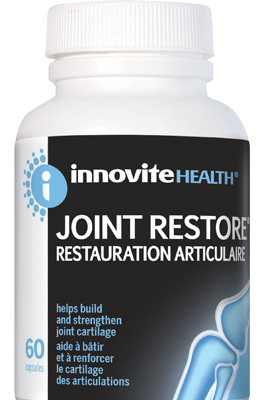 i innoviteHEALTH®
JOINT RESTORE®
RESTAURATION ARTICULAIRE
helps build
and strengthen
joint cartilage
aide à bâtir
et à renforcer
le cartilage
des articulations
60
capsules